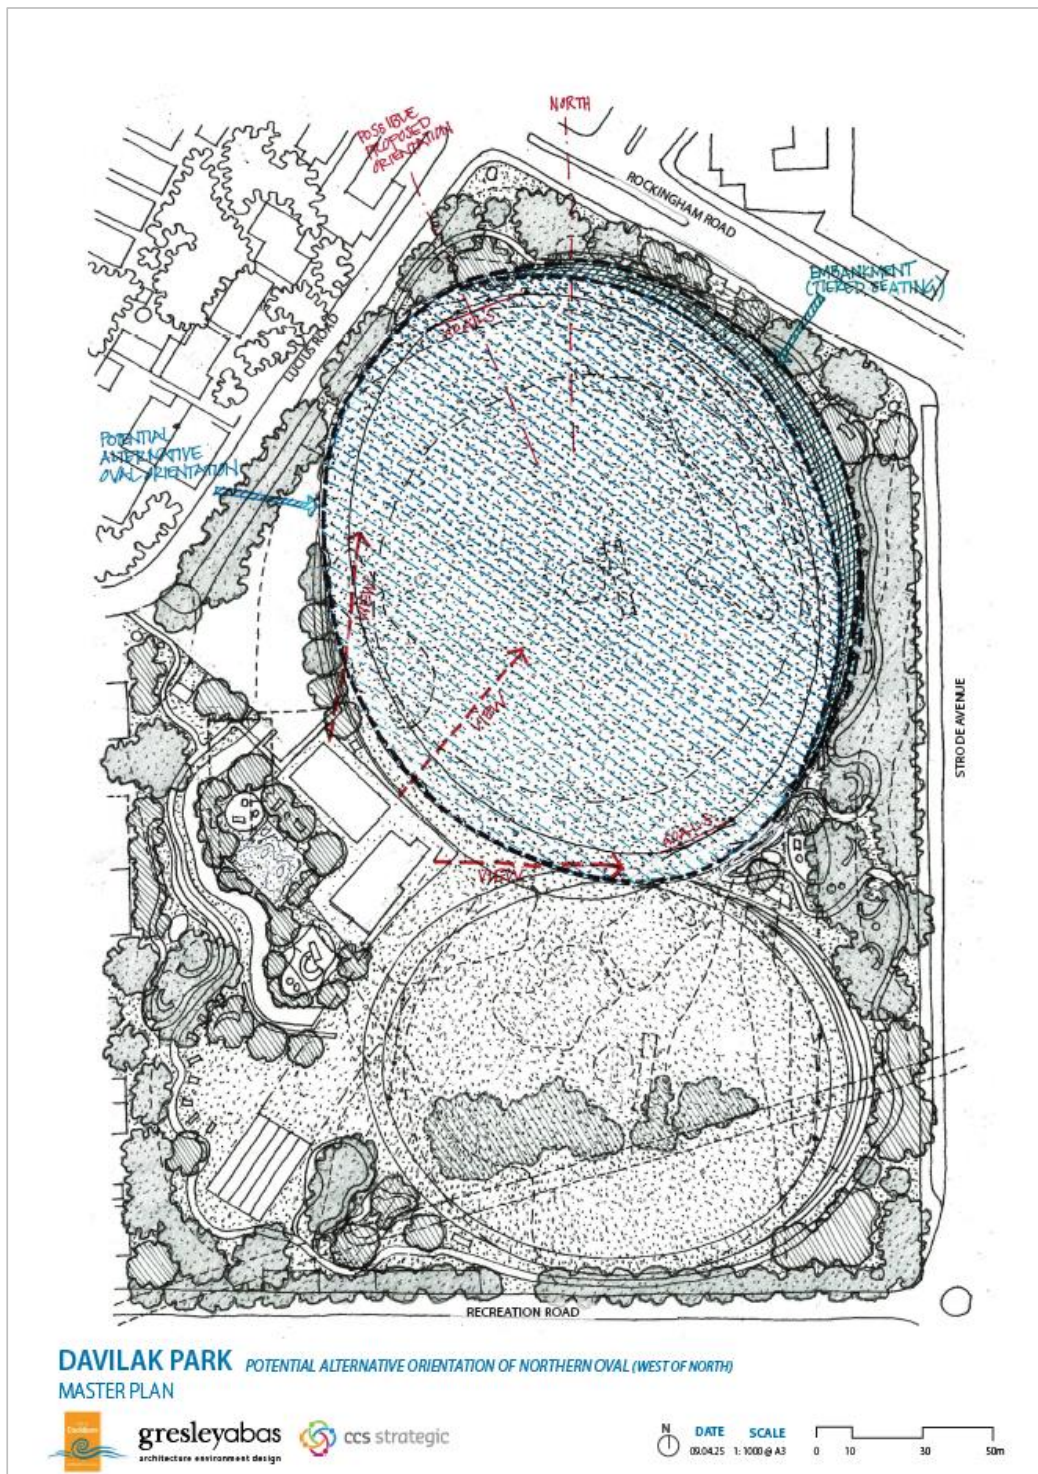 NORTH
POSSIBLE
PROPOSED
ORIENTATION
ROCKINGHAM ROAD
EMBANKMENT
(TIERED SEATING)
GOALS
LUCIUS ROAD
POTENTIAL
ALTERNATIVE
OVAL ORIENTATION
VIEW
VIEW
STRODE AVENUE
GOALS
VIEW
RECREATION ROAD
DAVILAK PARK POTENTIAL ALTERNATIVE ORIENTATION OF NORTHERN OVAL (WEST OF NORTH)
MASTER PLAN
gresleyabas
architecture environment design
ccs strategic
N
DATE SCALE
09.04.25 1:1000 @ A3
0 10 30 50m